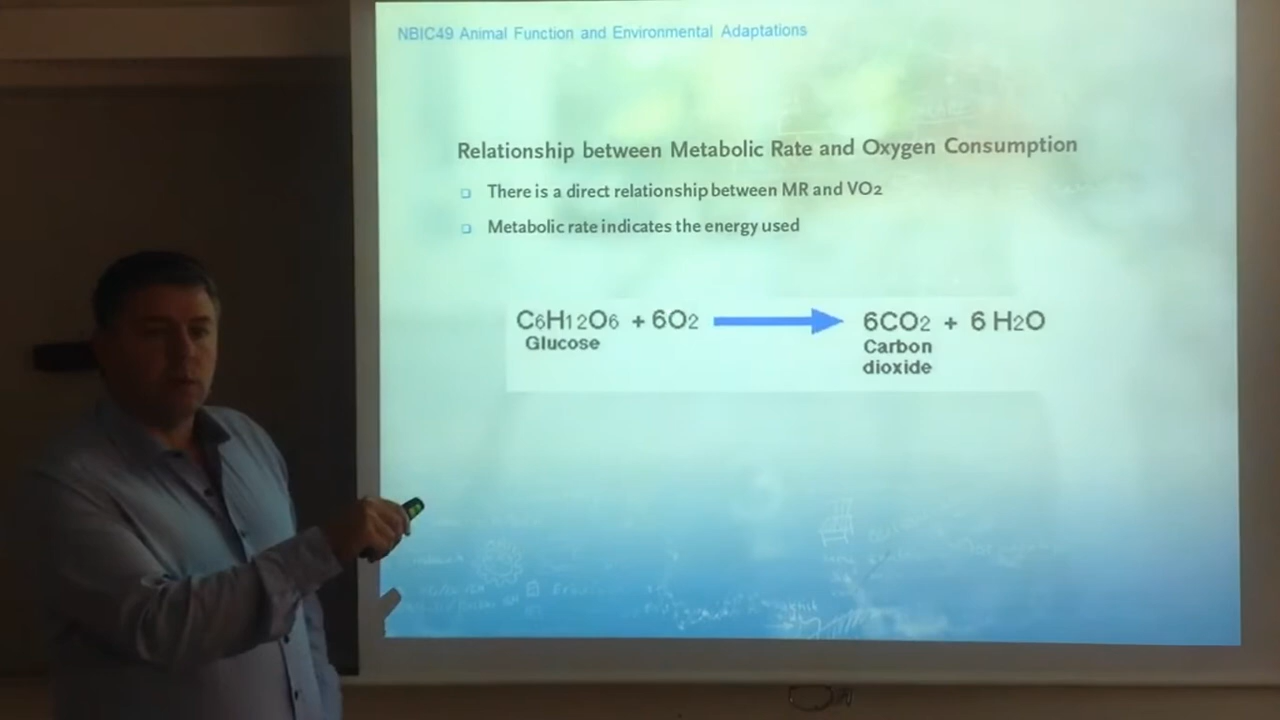 NBIC49 Animal Function and Environmental Adaptations
Relationship between Metabolic Rate and Oxygen Consumption
There is a direct relationship between MR and VO2
Metabolic rate indicates the energy used
C6H12O6 + 6O2 6CO2 + 6 H2O
Glucose Carbon
dioxide